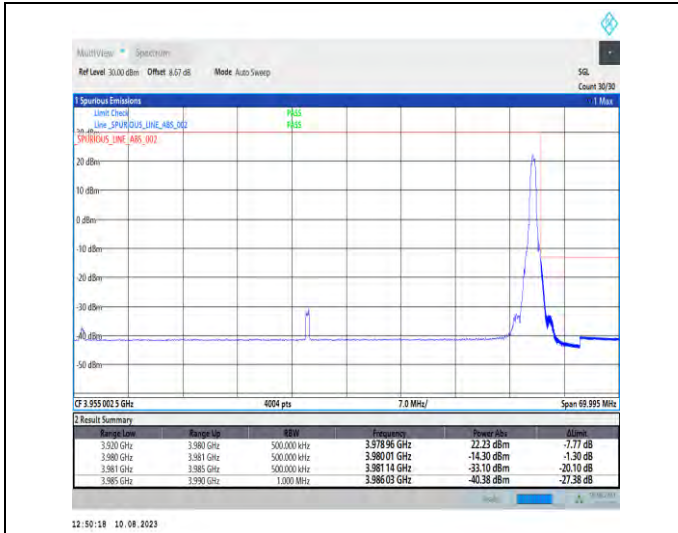 MultiView Spectrum
Ref Level 30.00 dBm Offset 8.67 dB Mode Auto Sweep SGL
Count 30/30
1 Spurious Emissions 1 Max
Limit Check PASS
Line _SPURIOUS_LINE_ABS_002 PASS
_SPURIOUS_LINE_ABS_002
20 dBm
10 dBm
0 dBm
-10 dBm
-20 dBm
-30 dBm
-40 dBm
-50 dBm
CF 3.955 002 5 GHz 4004 pts 7.0 MHz/ Span 69.995 MHz
2 Result Summary
Range Low Range Up RBW Frequency Power Abs ΔLimit
3.920 GHz 3.980 GHz 500.000 kHz 3.978 96 GHz 22.23 dBm -7.77 dB
3.980 GHz 3.981 GHz 500.000 kHz 3.980 01 GHz -14.30 dBm -1.30 dB
3.981 GHz 3.985 GHz 500.000 kHz 3.981 14 GHz -33.10 dBm -20.10 dB
3.985 GHz 3.990 GHz 1.000 MHz 3.986 03 GHz -40.38 dBm -27.38 dB
12:50:18 10.08.2023